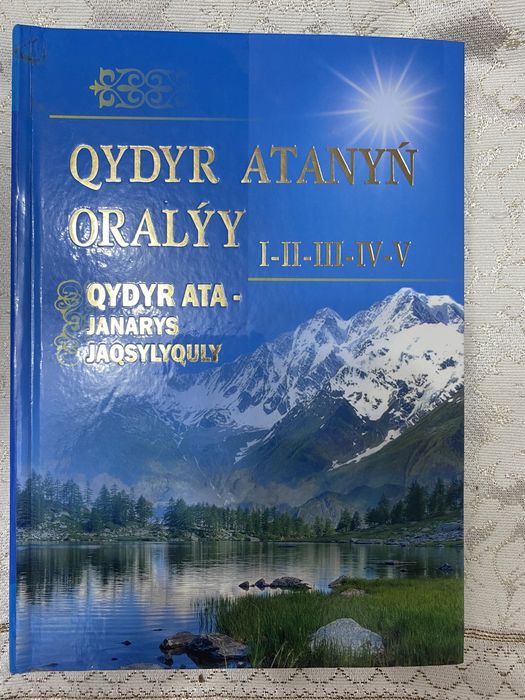 QYDYR ATANYŃ
ORALÝY
I-II-III-IV-V
QYDYR ATA -
JANARYS
JAQSYLYQULY